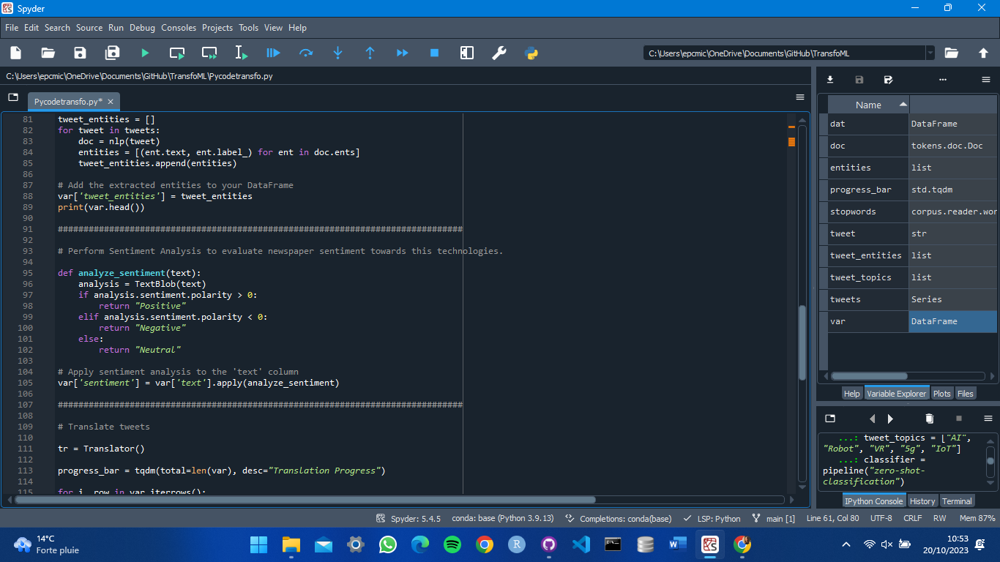 Spyder
File Edit Search Source Run Debug Consoles Projects Tools View Help
C:\Users\epcmic\OneDrive\Documents\GitHub\TransfoML
C:\Users\epcmic\OneDrive\Documents\GitHub\TransfoML\Pycodetransfo.py
Pycodetransfo.py*
81 tweet_entities = []
82 for tweet in tweets:
83     doc = nlp(tweet)
84     entities = [(ent.text, ent.label_) for ent in doc.ents]
85     tweet_entities.append(entities)
86
87 # Add the extracted entities to your DataFrame
88 var['tweet_entities'] = tweet_entities
89 print(var.head())
90
91 ###############################################################################
92
93 # Perform Sentiment Analysis to evaluate newspaper sentiment towards this technologies.
94
95 def analyze_sentiment(text):
96     analysis = TextBlob(text)
97     if analysis.sentiment.polarity > 0:
98         return "Positive"
99     elif analysis.sentiment.polarity < 0:
100         return "Negative"
101     else:
102         return "Neutral"
103
104 # Apply sentiment analysis to the 'text' column
105 var['sentiment'] = var['text'].apply(analyze_sentiment)
106
107 ###############################################################################
108
109 # Translate tweets
110
111 tr = Translator()
112
113 progress_bar = tqdm(total=len(var), desc="Translation Progress")
114
115 for i, row in var.iterrows():
Name
dat DataFrame
doc tokens.doc.Doc
entities list
progress_bar std.tqdm
stopwords corpus.reader.wor
tweet str
tweet_entities list
tweet_topics list
tweets Series
var DataFrame
Help Variable Explorer Plots Files
...: tweet_topics = ["AI",
"Robot", "VR", "5g", "IoT"]
...: classifier =
pipeline("zero-shot-
classification")
IPython Console History Terminal
Spyder: 5.4.5 conda: base (Python 3.9.13) Completions: conda(base) LSP: Python main [1] Line 61, Col 80 UTF-8 CRLF RW Mem 87%
14°C
Forte pluie
10:53
20/10/2023